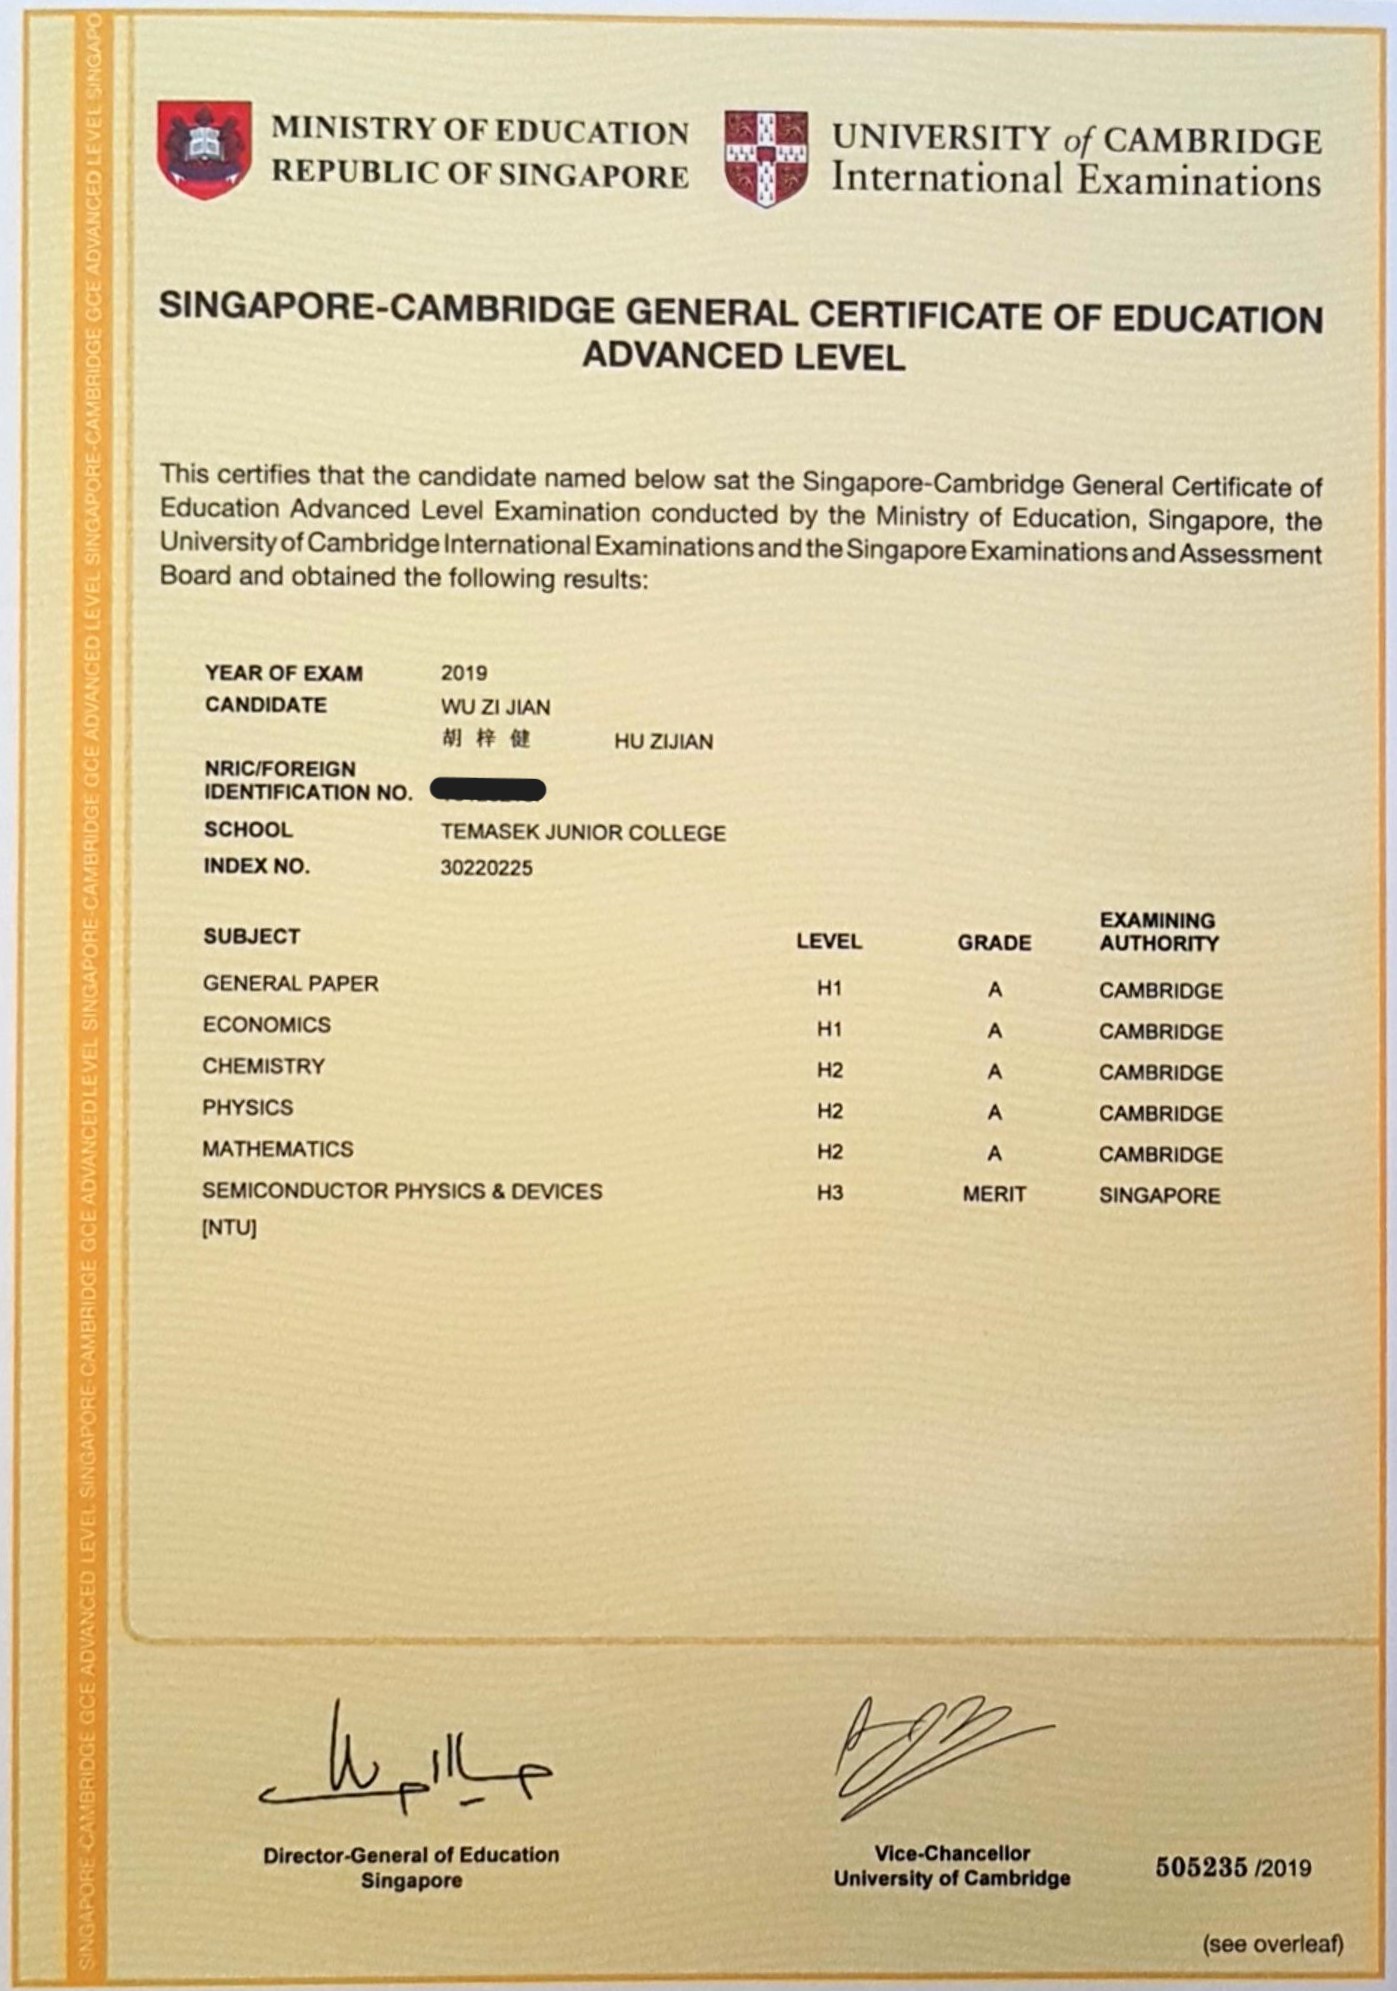 MINISTRY OF EDUCATION
REPUBLIC OF SINGAPORE
UNIVERSITY of CAMBRIDGE
International Examinations
SINGAPORE-CAMBRIDGE GENERAL CERTIFICATE OF EDUCATION
ADVANCED LEVEL
This certifies that the candidate named below sat the Singapore-Cambridge General Certificate of
Education Advanced Level Examination conducted by the Ministry of Education, Singapore, the
University of Cambridge International Examinations and the Singapore Examinations and Assessment
Board and obtained the following results:
YEAR OF EXAM 2019
CANDIDATE WU ZI JIAN
胡 梓 健 HU ZIJIAN
NRIC/FOREIGN
IDENTIFICATION NO.
SCHOOL TEMASEK JUNIOR COLLEGE
INDEX NO. 30220225
SUBJECT LEVEL GRADE EXAMINING AUTHORITY
GENERAL PAPER H1 A CAMBRIDGE
ECONOMICS H1 A CAMBRIDGE
CHEMISTRY H2 A CAMBRIDGE
PHYSICS H2 A CAMBRIDGE
MATHEMATICS H2 A CAMBRIDGE
SEMICONDUCTOR PHYSICS & DEVICES H3 MERIT SINGAPORE
[NTU]
Director-General of Education
Singapore
Vice-Chancellor
University of Cambridge
505235 /2019
(see overleaf)
SINGAPORE-CAMBRIDGE GCE ADVANCED LEVEL SINGAPORE-CAMBRIDGE GCE ADVANCED LEVEL SINGAPORE-CAMBRIDGE GCE ADVANCED LEVEL SINGAPORE-CAMBRIDGE GCE ADVANCED LEVEL SINGAPORE-CAMBRIDGE GCE ADVANCED LEVEL SINGAPO